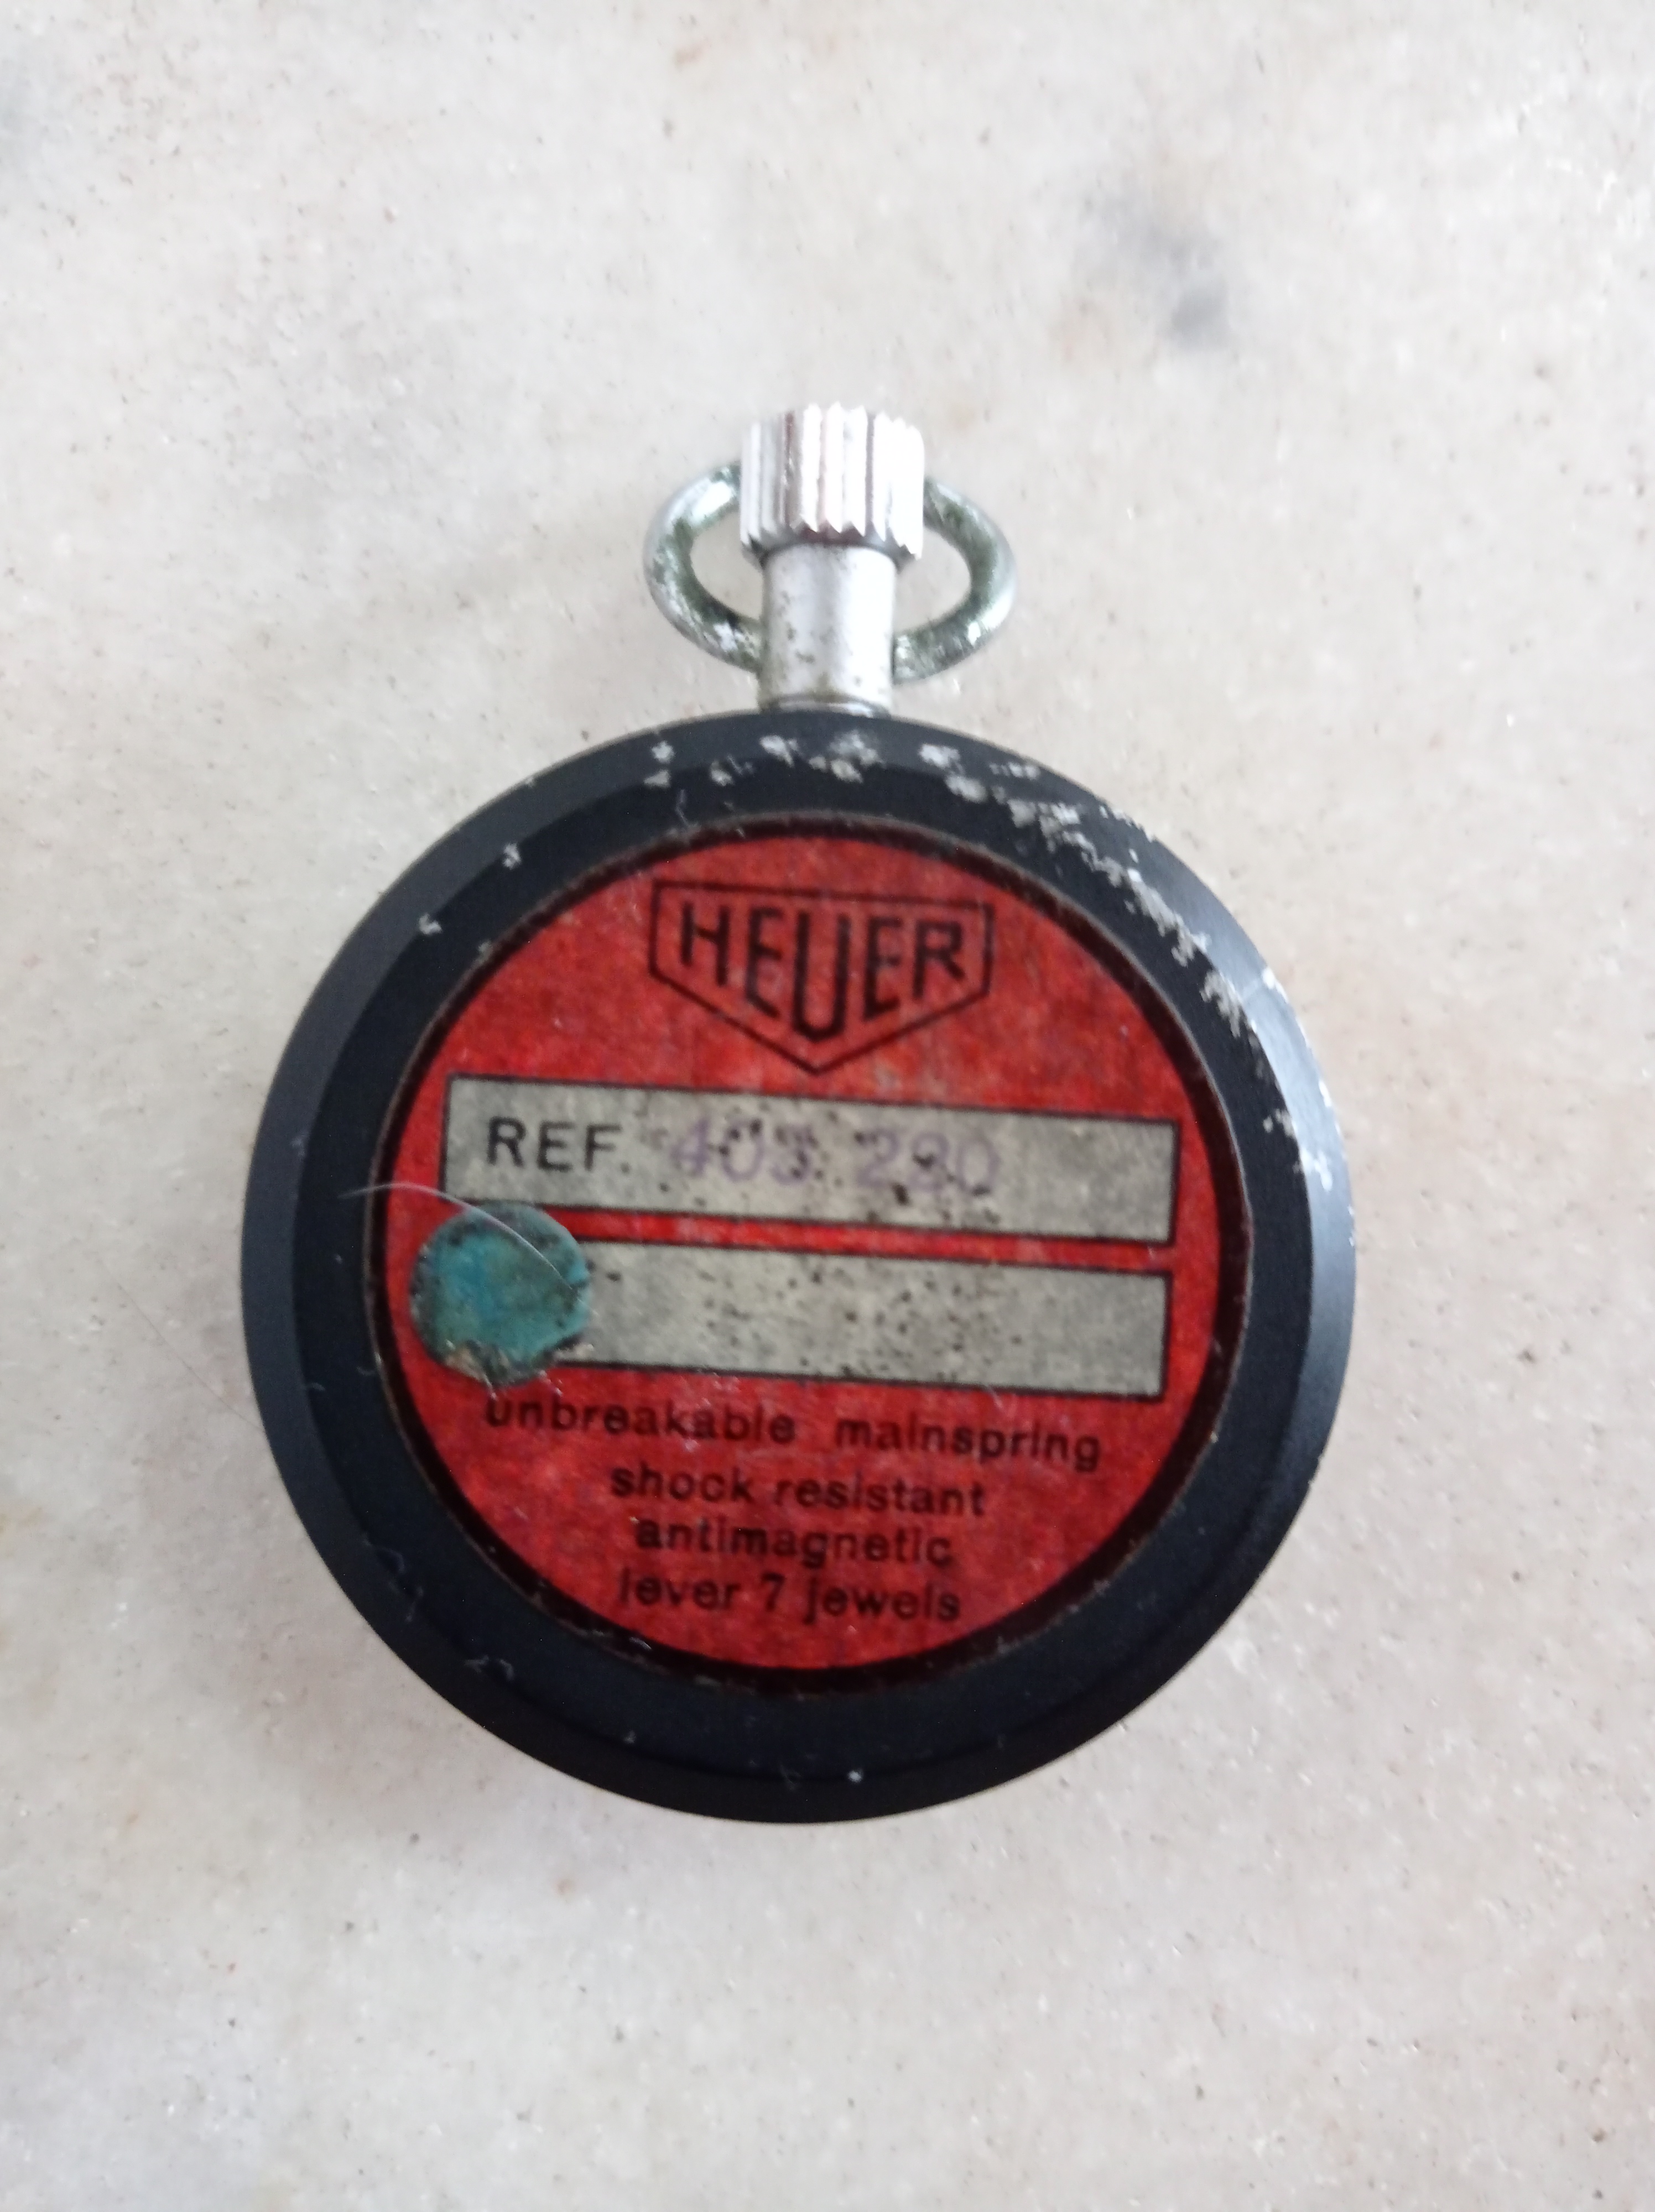 HEUER
REF. 403 220
unbreakable mainspring
shock resistant
antimagnetic
lever 7 jewels